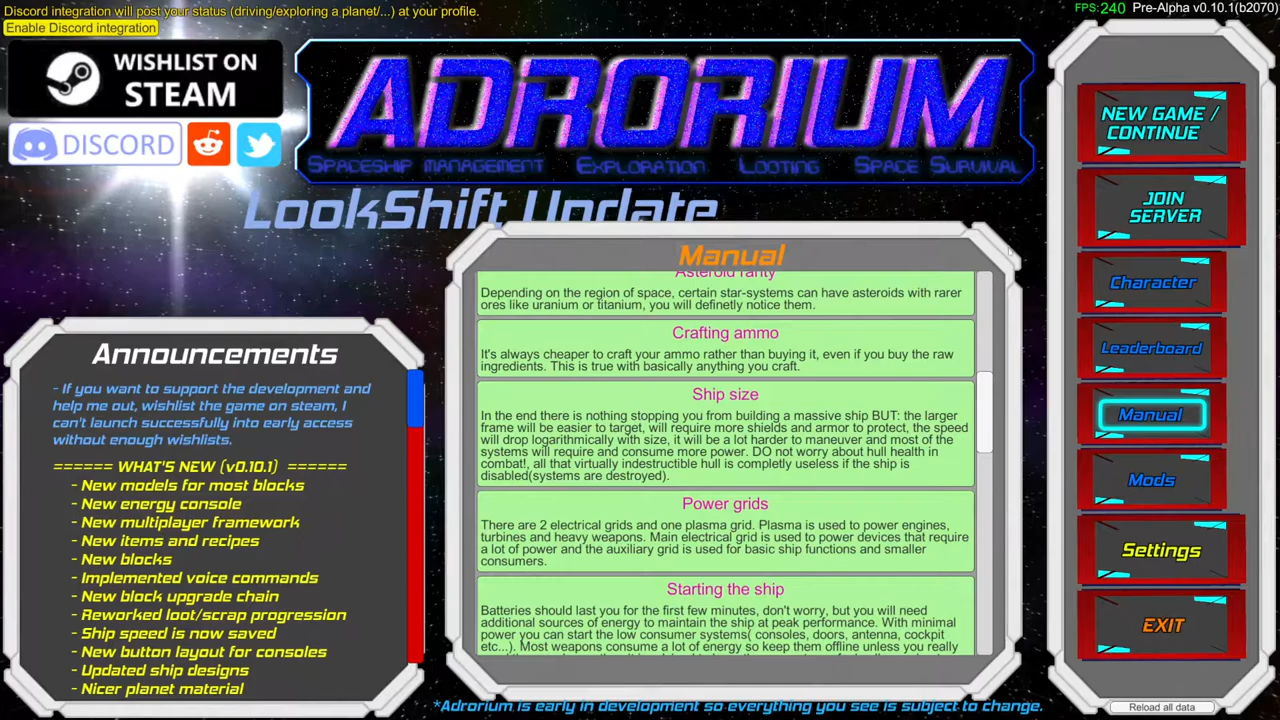 Discord integration will post your status (driving/exploring a planet/...) at your profile.
Enable Discord integration
FPS:240 Pre-Alpha v0.10.1(b2070)
WISHLIST ON
STEAM
DISCORD
ADRORIUM
Spaceship management Exploration Looting Space Survival
LookShift Update
Announcements
- If you want to support the development and
help me out, wishlist the game on steam, I
can't launch successfully into early access
without enough wishlists.
====== WHAT'S NEW (v0.10.1) ======
- New models for most blocks
- New energy console
- New multiplayer framework
- New items and recipes
- New blocks
- Implemented voice commands
- New block upgrade chain
- Reworked loot/scrap progression
- Ship speed is now saved
- New button layout for consoles
- Updated ship designs
- Nicer planet material
Manual
Asteroid rarity
Depending on the region of space, certain star-systems can have asteroids with rarer
ores like uranium or titanium, you will definetly notice them.
Crafting ammo
It's always cheaper to craft your ammo rather than buying it, even if you buy the raw
ingredients. This is true with basically anything you craft.
Ship size
In the end there is nothing stopping you from building a massive ship BUT: the larger
frame will be easier to target, will require more shields and armor to protect, the speed
will drop logarithmically with size, it will be a lot harder to maneuver and most of the
systems will require and consume more power. DO not worry about hull health in
combat!, all that virtually indestructible hull is completly useless if the ship is
disabled(systems are destroyed).
Power grids
There are 2 electrical grids and one plasma grid. Plasma is used to power engines,
turbines and heavy weapons. Main electrical grid is used to power devices that require
a lot of power and the auxiliary grid is used for basic ship functions and smaller
consumers.
Starting the ship
Batteries should last you for the first few minutes, don't worry, but you will need
additional sources of energy to maintain the ship at peak performance. With minimal
power you can start the low consumer systems( consoles, doors, antenna, cockpit
etc...). Most weapons consume a lot of energy so keep them offline unless you really
NEW GAME /
CONTINUE
JOIN
SERVER
Character
Leaderboard
Manual
Mods
Settings
EXIT
*Adrorium is early in development so everything you see is subject to change.
Reload all data